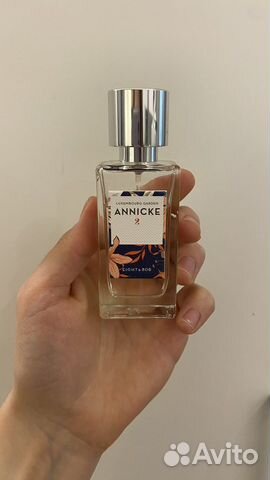 LUXEMBOURG GARDEN
ANNICKE
2
EIGHT & BOB
Avito